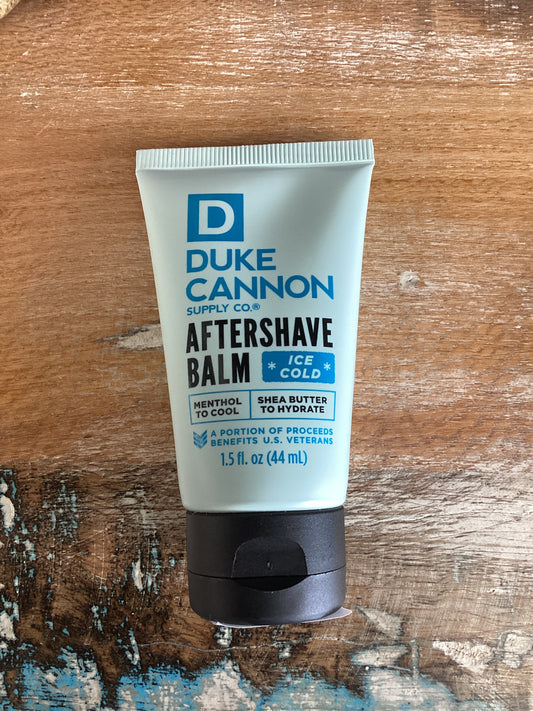 D
DUKE
CANNON
SUPPLY CO.®
AFTERSHAVE
BALM * ICE COLD *
MENTHOL TO COOL SHEA BUTTER TO HYDRATE
A PORTION OF PROCEEDS
BENEFITS U.S. VETERANS
1.5 fl. oz (44 mL)